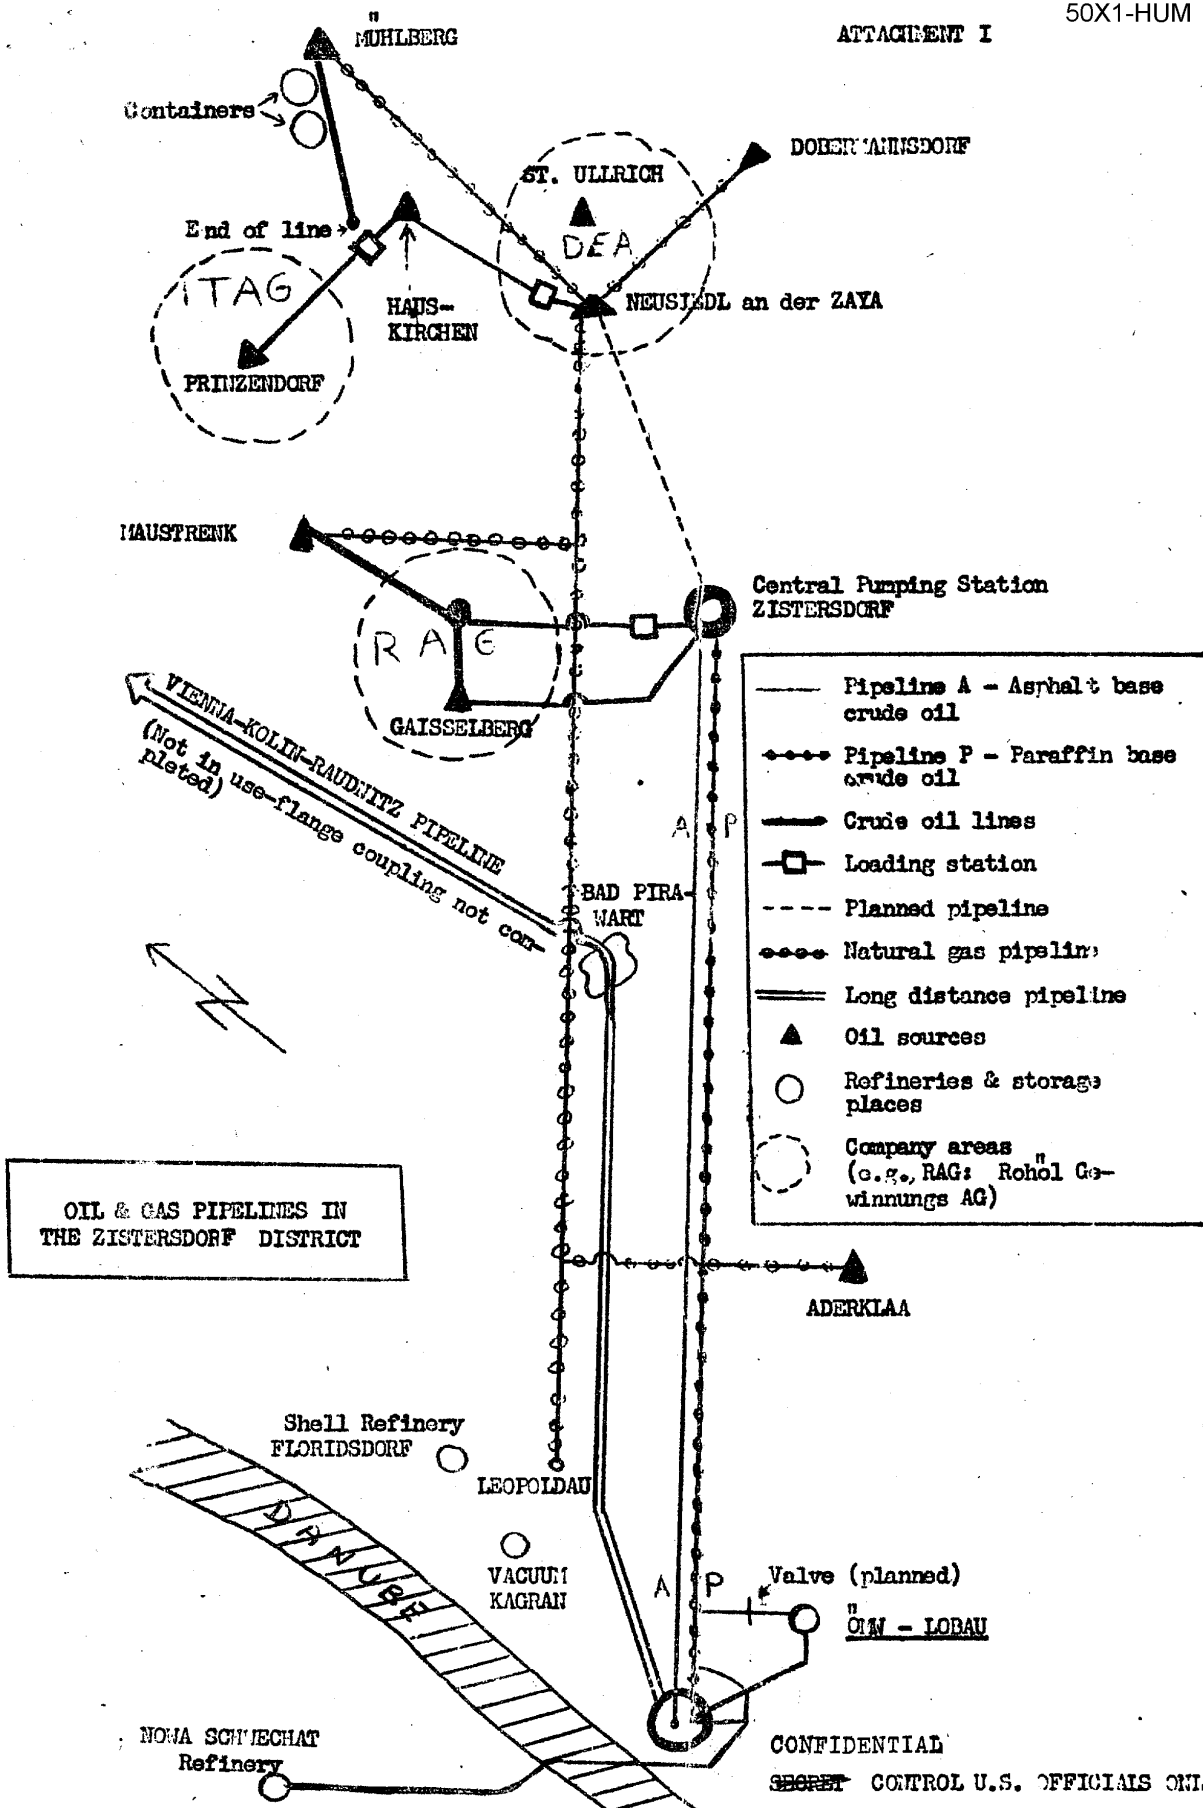 50X1-HUM
ATTACHMENT I
MÜHLBERG
Containers
DOBERMANNSDORF
ST. ULLRICH
DEA
End of line
ITAG
HAUS-
KIRCHEN
NEUSIEDL an der ZAYA
PRINZENDORF
MAUSTRENK
Central Pumping Station
ZISTERSDORF
RAG
GAISSELBERG
VIENNA-KOLIN-RAUDNITZ PIPELINE
(Not in use-flange coupling not com-
pleted)
A P
Pipeline A - Asphalt base
crude oil
Pipeline P - Paraffin base
crude oil
Crude oil lines
Loading station
Planned pipeline
Natural gas pipeline
Long distance pipeline
Oil sources
Refineries & storage
places
Company areas
(e.g., RAG: Rohöl Ge-
winnungs AG)
BAD PIRA-
WART
N
OIL & GAS PIPELINES IN
THE ZISTERSDORF DISTRICT
ADERKLAA
Shell Refinery
FLORIDSDORF
LEOPOLDAU
DANUBE
VACUUM
KAGRAN
A P
Valve (planned)
ÖMW - LOBAU
NOVA SCHWECHAT
Refinery
CONFIDENTIAL
SECRET CONTROL U.S. OFFICIALS ONL